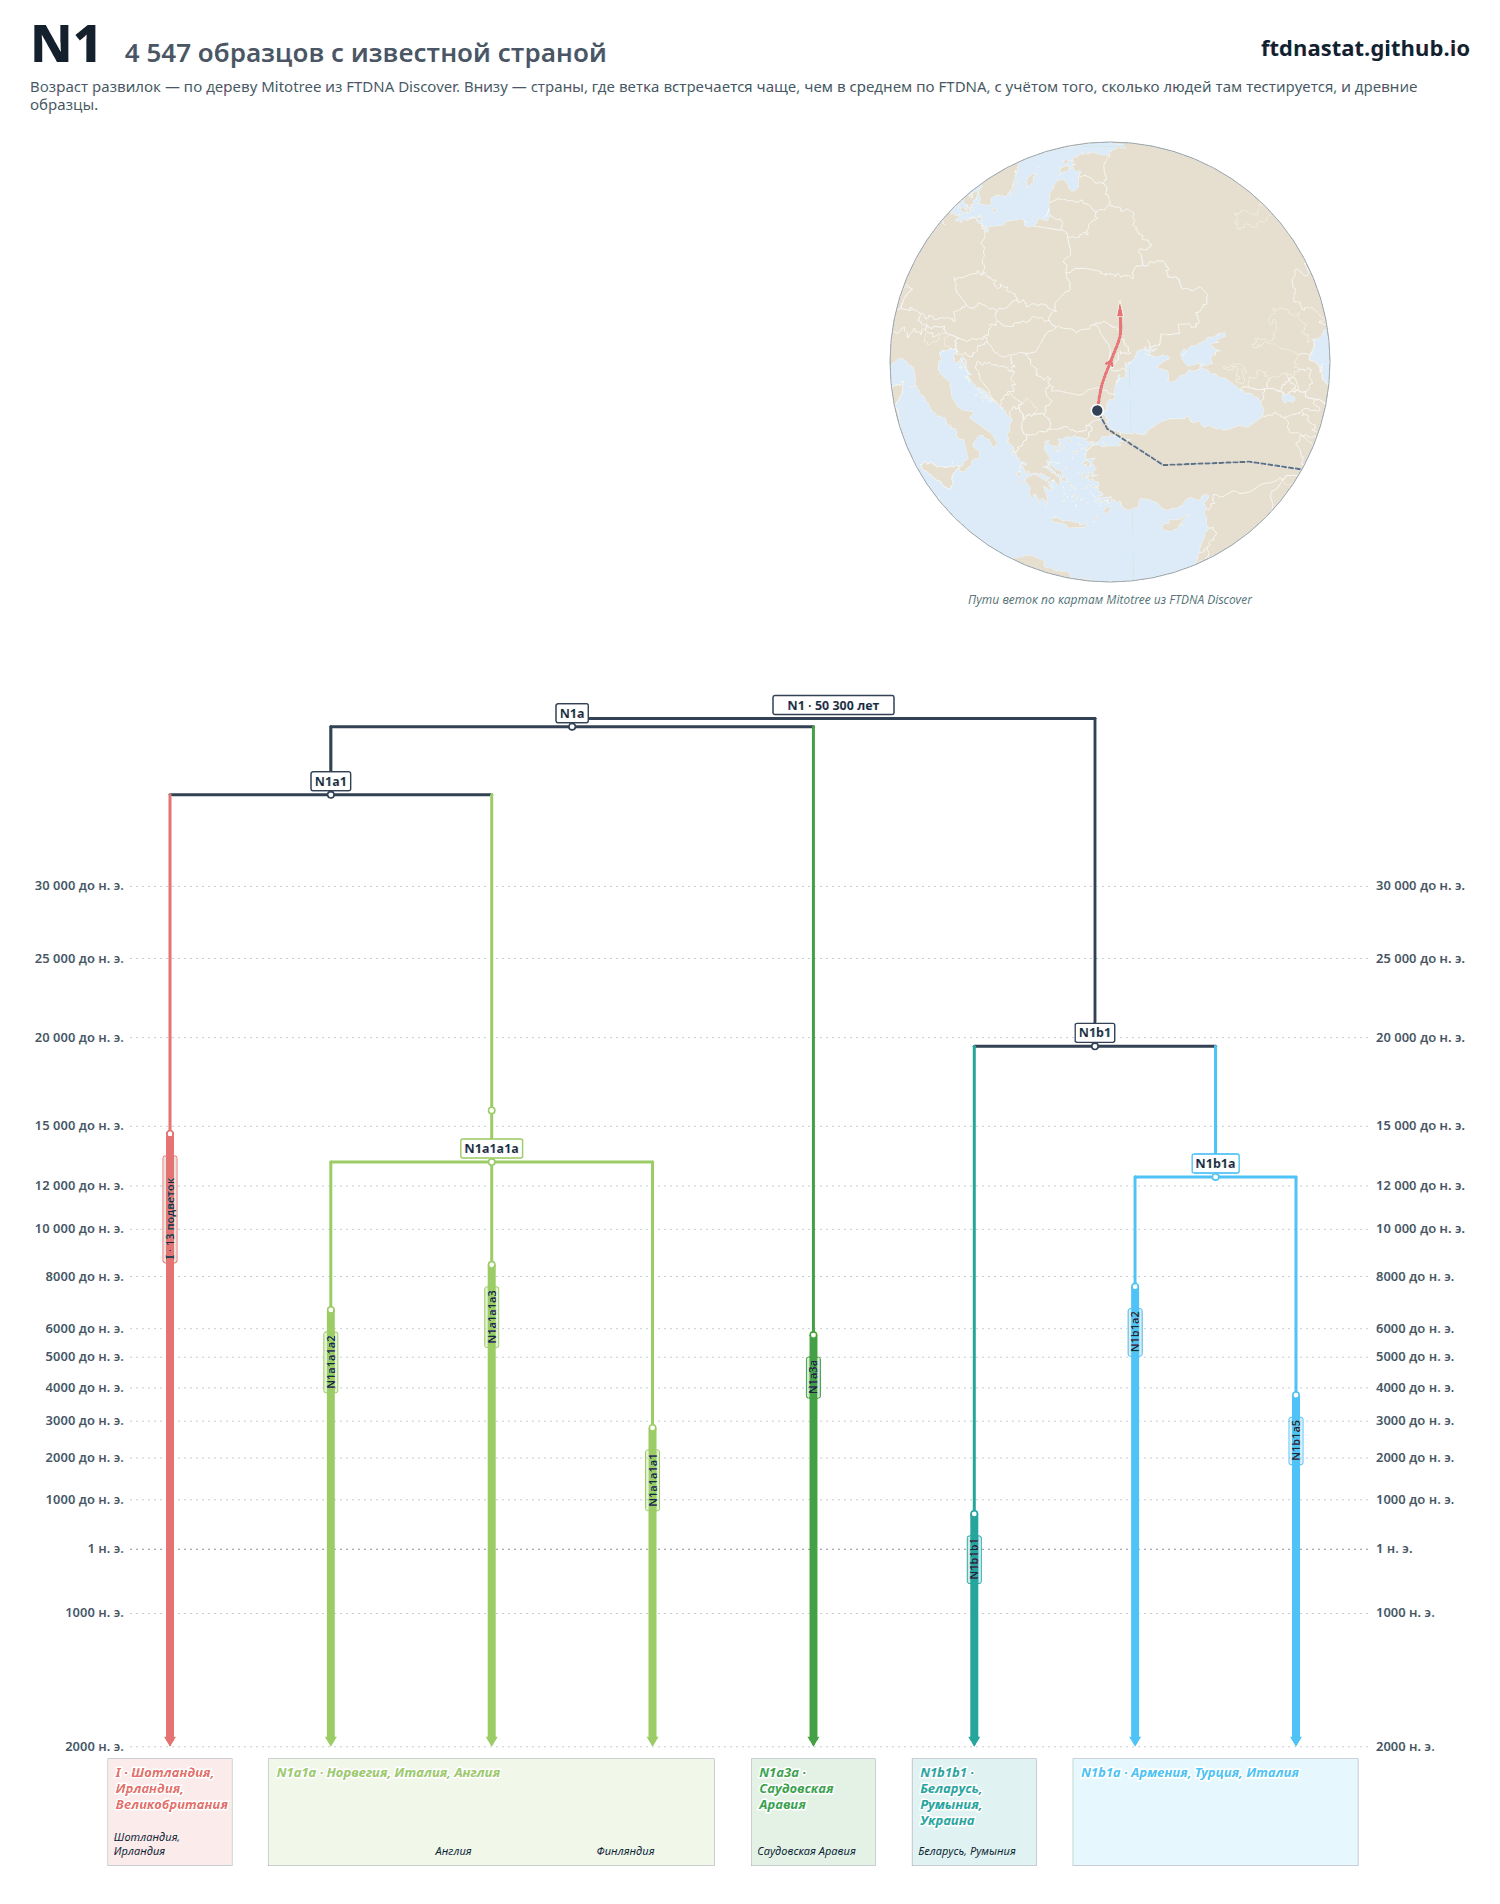 N1 4 547 образцов с известной страной
ftdnastat.github.io
Возраст развилок — по дереву Mitotree из FTDNA Discover. Внизу — страны, где ветка встречается чаще, чем в среднем по FTDNA, с учётом того, сколько людей там тестируется, и древние
образцы.
Пути веток по картам Mitotree из FTDNA Discover
N1 · 50 300 лет
N1a
N1a1
30 000 до н. э.
30 000 до н. э.
25 000 до н. э.
25 000 до н. э.
20 000 до н. э.
N1b1
20 000 до н. э.
15 000 до н. э.
15 000 до н. э.
N1a1a1a
N1b1a
12 000 до н. э.
12 000 до н. э.
I · 13 подветок
10 000 до н. э.
10 000 до н. э.
8000 до н. э.
8000 до н. э.
N1a1a1a3
N1b1a2
6000 до н. э.
6000 до н. э.
N1a1a1a2
5000 до н. э.
5000 до н. э.
N1a3a
4000 до н. э.
4000 до н. э.
3000 до н. э.
3000 до н. э.
N1b1a5
2000 до н. э.
2000 до н. э.
N1a1a1a1
1000 до н. э.
1000 до н. э.
1 н. э.
1 н. э.
N1b1b1
1000 н. э.
1000 н. э.
2000 н. э.
2000 н. э.
I · Шотландия,
Ирландия,
Великобритания
Шотландия,
Ирландия
N1a1a · Норвегия, Италия, Англия
Англия
Финляндия
N1a3a ·
Саудовская
Аравия
Саудовская Аравия
N1b1b1 ·
Беларусь,
Румыния,
Украина
Беларусь, Румыния
N1b1a · Армения, Турция, Италия